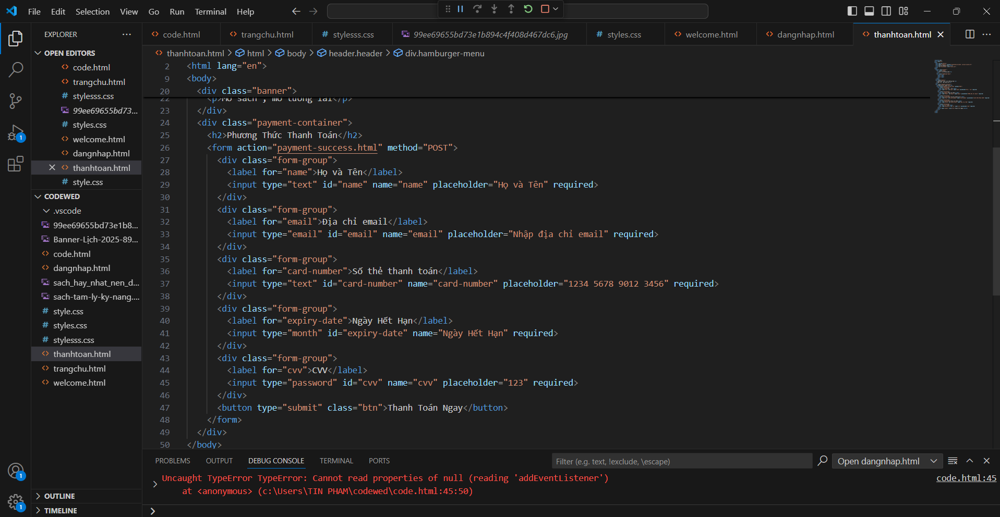 File Edit Selection View Go Run Terminal Help
EXPLORER
OPEN EDITORS
code.html
trangchu.html
stylesss.css
99ee69655bd73...
styles.css
welcome.html
dangnhap.html
thanhtoan.html
style.css
CODEWED
.vscode
99ee69655bd73e1b8...
Banner-Lịch-2025-89...
code.html
dangnhap.html
sach_hay_nhat_nen_d...
sach-tam-ly-ky-nang....
style.css
styles.css
stylesss.css
thanhtoan.html
trangchu.html
welcome.html
OUTLINE
TIMELINE
1
1
1
code.html trangchu.html stylesss.css 99ee69655bd73e1b894c4f408d467dc6.jpg styles.css welcome.html dangnhap.html thanhtoan.html
thanhtoan.html > html > body > header.header > div.hamburger-menu
2 <html lang="en">
9 <body>
20 <div class="banner">
22 <p>Mở sách , mở tương lai</p>
23 </div>
24 <div class="payment-container">
25 <h2>Phương Thức Thanh Toán</h2>
26 <form action="payment-success.html" method="POST">
27 <div class="form-group">
28 <label for="name">Họ và Tên</label>
29 <input type="text" id="name" name="name" placeholder="Họ và Tên" required>
30 </div>
31 <div class="form-group">
32 <label for="email">Địa chỉ email</label>
33 <input type="email" id="email" name="email" placeholder="Nhập địa chỉ email" required>
34 </div>
35 <div class="form-group">
36 <label for="card-number">Số thẻ thanh toán</label>
37 <input type="text" id="card-number" name="card-number" placeholder="1234 5678 9012 3456" required>
38 </div>
39 <div class="form-group">
40 <label for="expiry-date">Ngày Hết Hạn</label>
41 <input type="month" id="expiry-date" name="Ngày Hết Hạn" required>
42 </div>
43 <div class="form-group">
44 <label for="cvv">CVV</label>
45 <input type="password" id="cvv" name="cvv" placeholder="123" required>
46 </div>
47 <button type="submit" class="btn">Thanh Toán Ngay</button>
48 </form>
49 </div>
50 </body>
PROBLEMS OUTPUT DEBUG CONSOLE TERMINAL PORTS
Filter (e.g. text, !exclude, \escape)
Open dangnhap.html
Uncaught TypeError TypeError: Cannot read properties of null (reading 'addEventListener')
code.html:45
at <anonymous> (c:\Users\TIN PHAM\codewed\code.html:45:50)